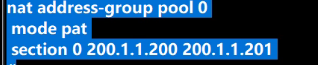 nat address-group pool 0
mode pat
section 0 200.1.1.200 200.1.1.201